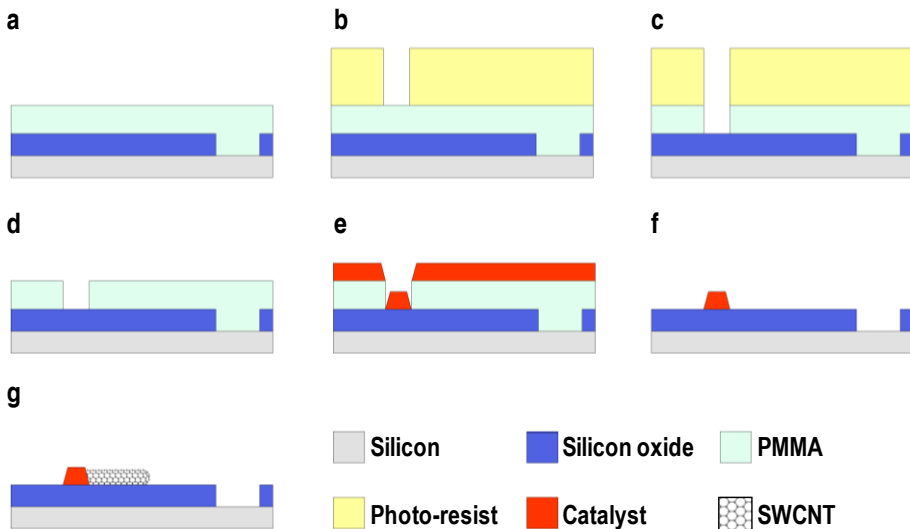 a
b
c
d
e
f
g
Silicon
Silicon oxide
PMMA
Photo-resist
Catalyst
SWCNT